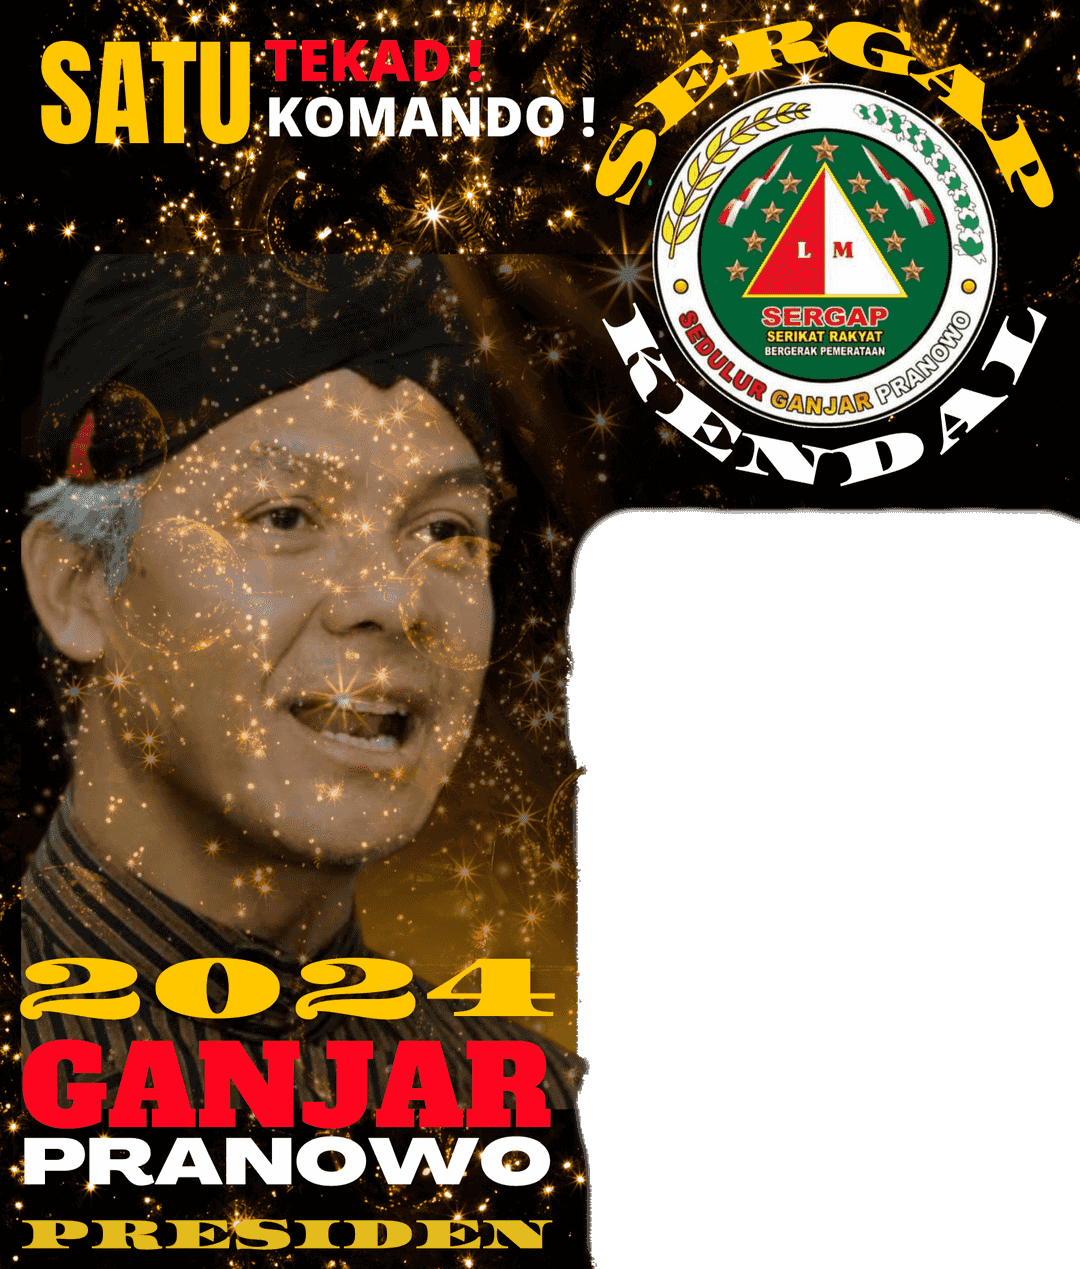 SATU TEKAD !
KOMANDO !
SERGAP
L M
SERGAP
SERIKAT RAKYAT
BERGERAK PEMERATAAN
SEDULUR GANJAR PRANOWO
KENDAL
2024
GANJAR
PRANOWO
PRESIDEN